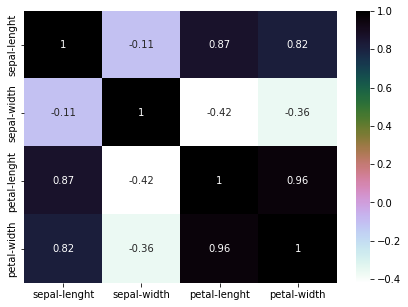 sepal-lenght 1 -0.11 0.87 0.82
sepal-width -0.11 1 -0.42 -0.36
petal-lenght 0.87 -0.42 1 0.96
petal-width 0.82 -0.36 0.96 1
sepal-lenght sepal-width petal-lenght petal-width
1.0
0.8
0.6
0.4
0.2
0.0
−0.2
−0.4